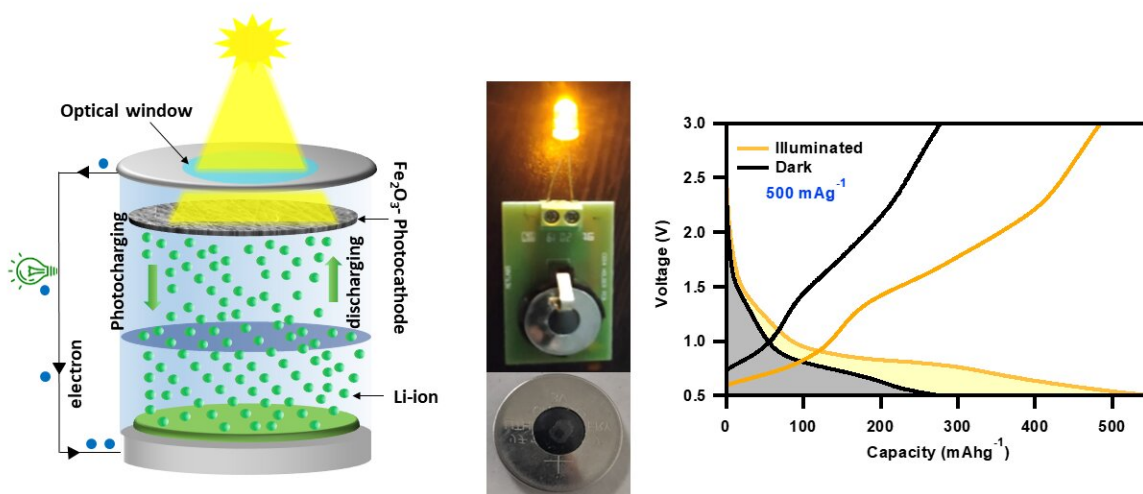 Optical window
Fe₂O₃- Photocathode
Photocharging
discharging
electron
Li-ion
Illuminated
Dark
500 mAg⁻¹
Voltage (V)
3.0
2.5
2.0
1.5
1.0
0.5
0 100 200 300 400 500
Capacity (mAhg⁻¹)